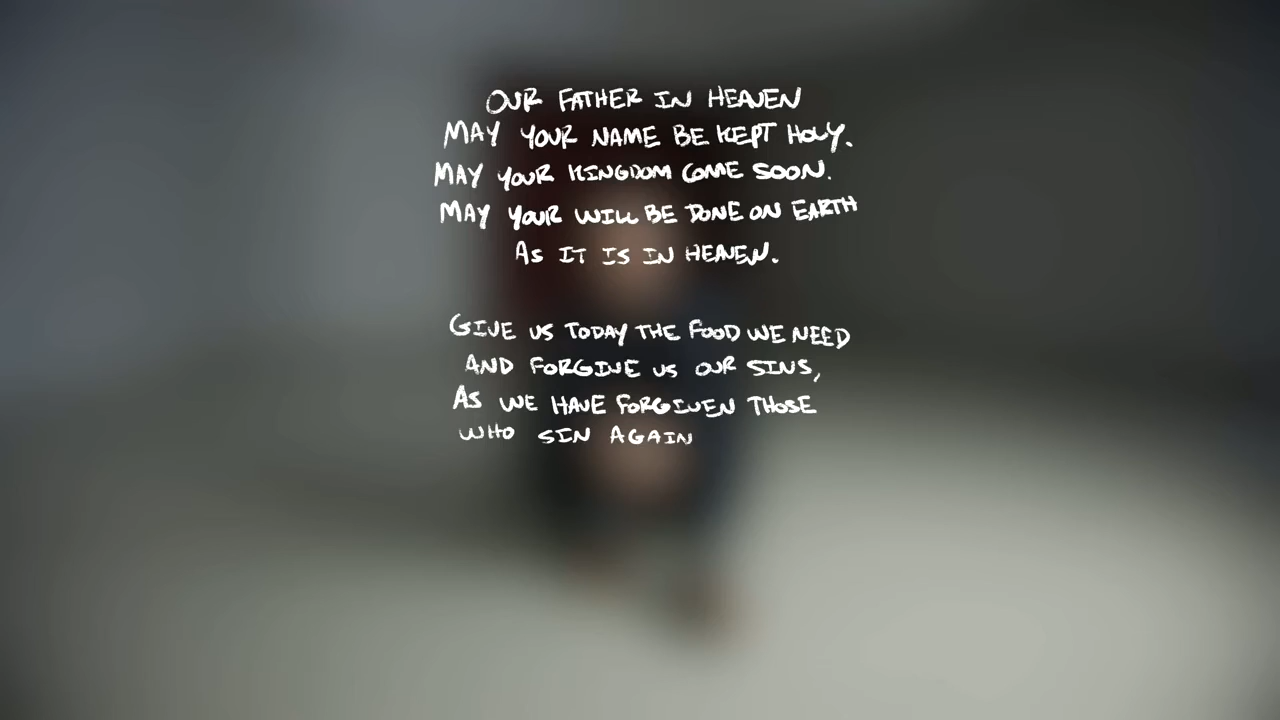 OUR FATHER IN HEAVEN
MAY YOUR NAME BE KEPT HOLY.
MAY YOUR KINGDOM COME SOON.
MAY YOUR WILL BE DONE ON EARTH
AS IT IS IN HEAVEN.
GIVE US TODAY THE FOOD WE NEED
AND FORGIVE US OUR SINS,
AS WE HAVE FORGIVEN THOSE
WHO SIN AGAIN